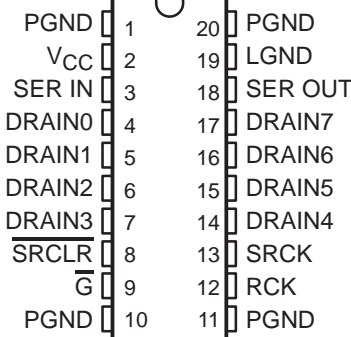 PGND 1 20 PGND
VCC 2 19 LGND
SER IN 3 18 SER OUT
DRAIN0 4 17 DRAIN7
DRAIN1 5 16 DRAIN6
DRAIN2 6 15 DRAIN5
DRAIN3 7 14 DRAIN4
SRCLR 8 13 SRCK
G 9 12 RCK
PGND 10 11 PGND